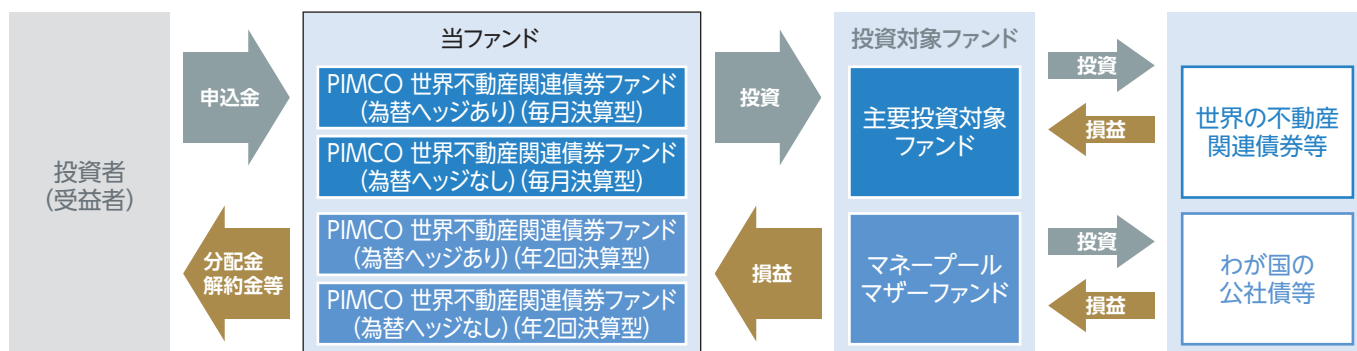 投資者
(受益者)
申込金
分配金
解約金等
当ファンド
PIMCO 世界不動産関連債券ファンド
(為替ヘッジあり)(毎月決算型)
PIMCO 世界不動産関連債券ファンド
(為替ヘッジなし)(毎月決算型)
PIMCO 世界不動産関連債券ファンド
(為替ヘッジあり)(年2回決算型)
PIMCO 世界不動産関連債券ファンド
(為替ヘッジなし)(年2回決算型)
投資
損益
投資対象ファンド
主要投資対象
ファンド
マネープール
マザーファンド
投資
損益
投資
損益
世界の不動産
関連債券等
わが国の
公社債等